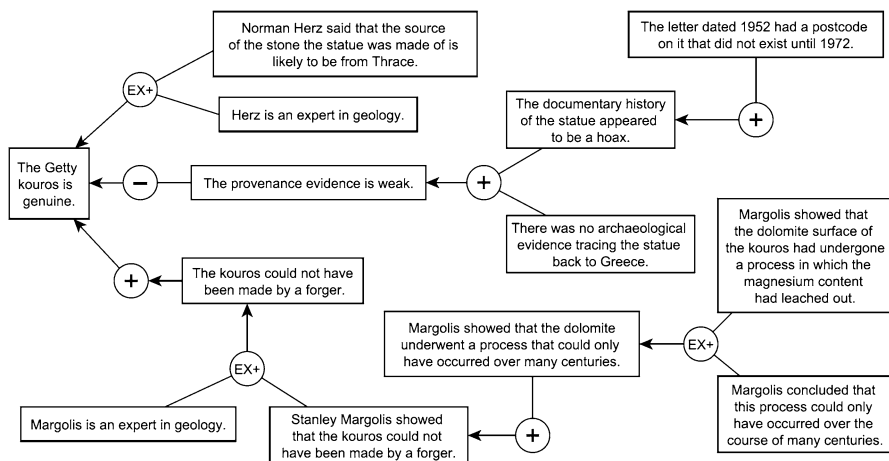 Norman Herz said that the source
of the stone the statue was made of is
likely to be from Thrace.
The letter dated 1952 had a postcode
on it that did not exist until 1972.
EX+
Herz is an expert in geology.
The documentary history
of the statue appeared
to be a hoax.
+
The Getty
kouros is
genuine.
−
The provenance evidence is weak.
+
There was no archaeological
evidence tracing the statue
back to Greece.
Margolis showed that
the dolomite surface of
the kouros had undergone
a process in which the
magnesium content
had leached out.
+
The kouros could not have
been made by a forger.
Margolis showed that the dolomite
underwent a process that could only
have occurred over many centuries.
EX+
EX+
Margolis is an expert in geology.
Stanley Margolis showed
that the kouros could not
have been made by a forger.
+
Margolis concluded that
this process could only
have occurred over the
course of many centuries.